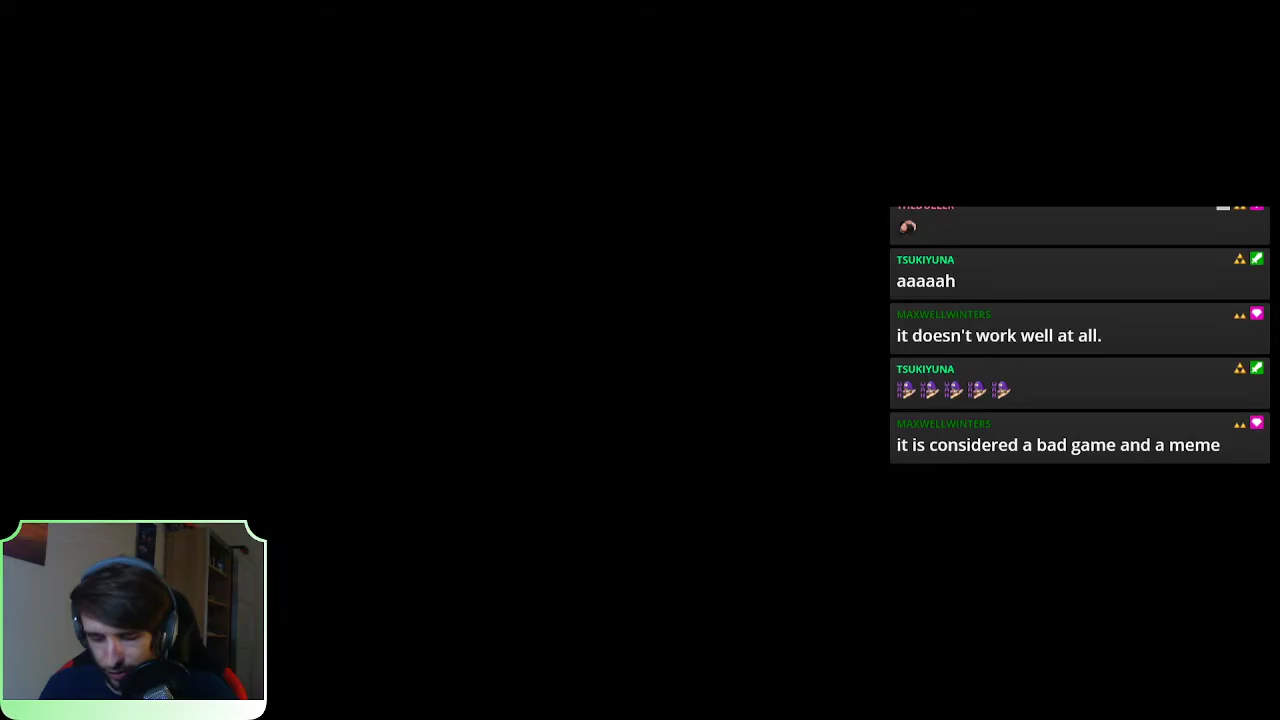 TSUKIYUNA
aaaaah
MAXWELLWINTERS
it doesn't work well at all.
TSUKIYUNA
MAXWELLWINTERS
it is considered a bad game and a meme